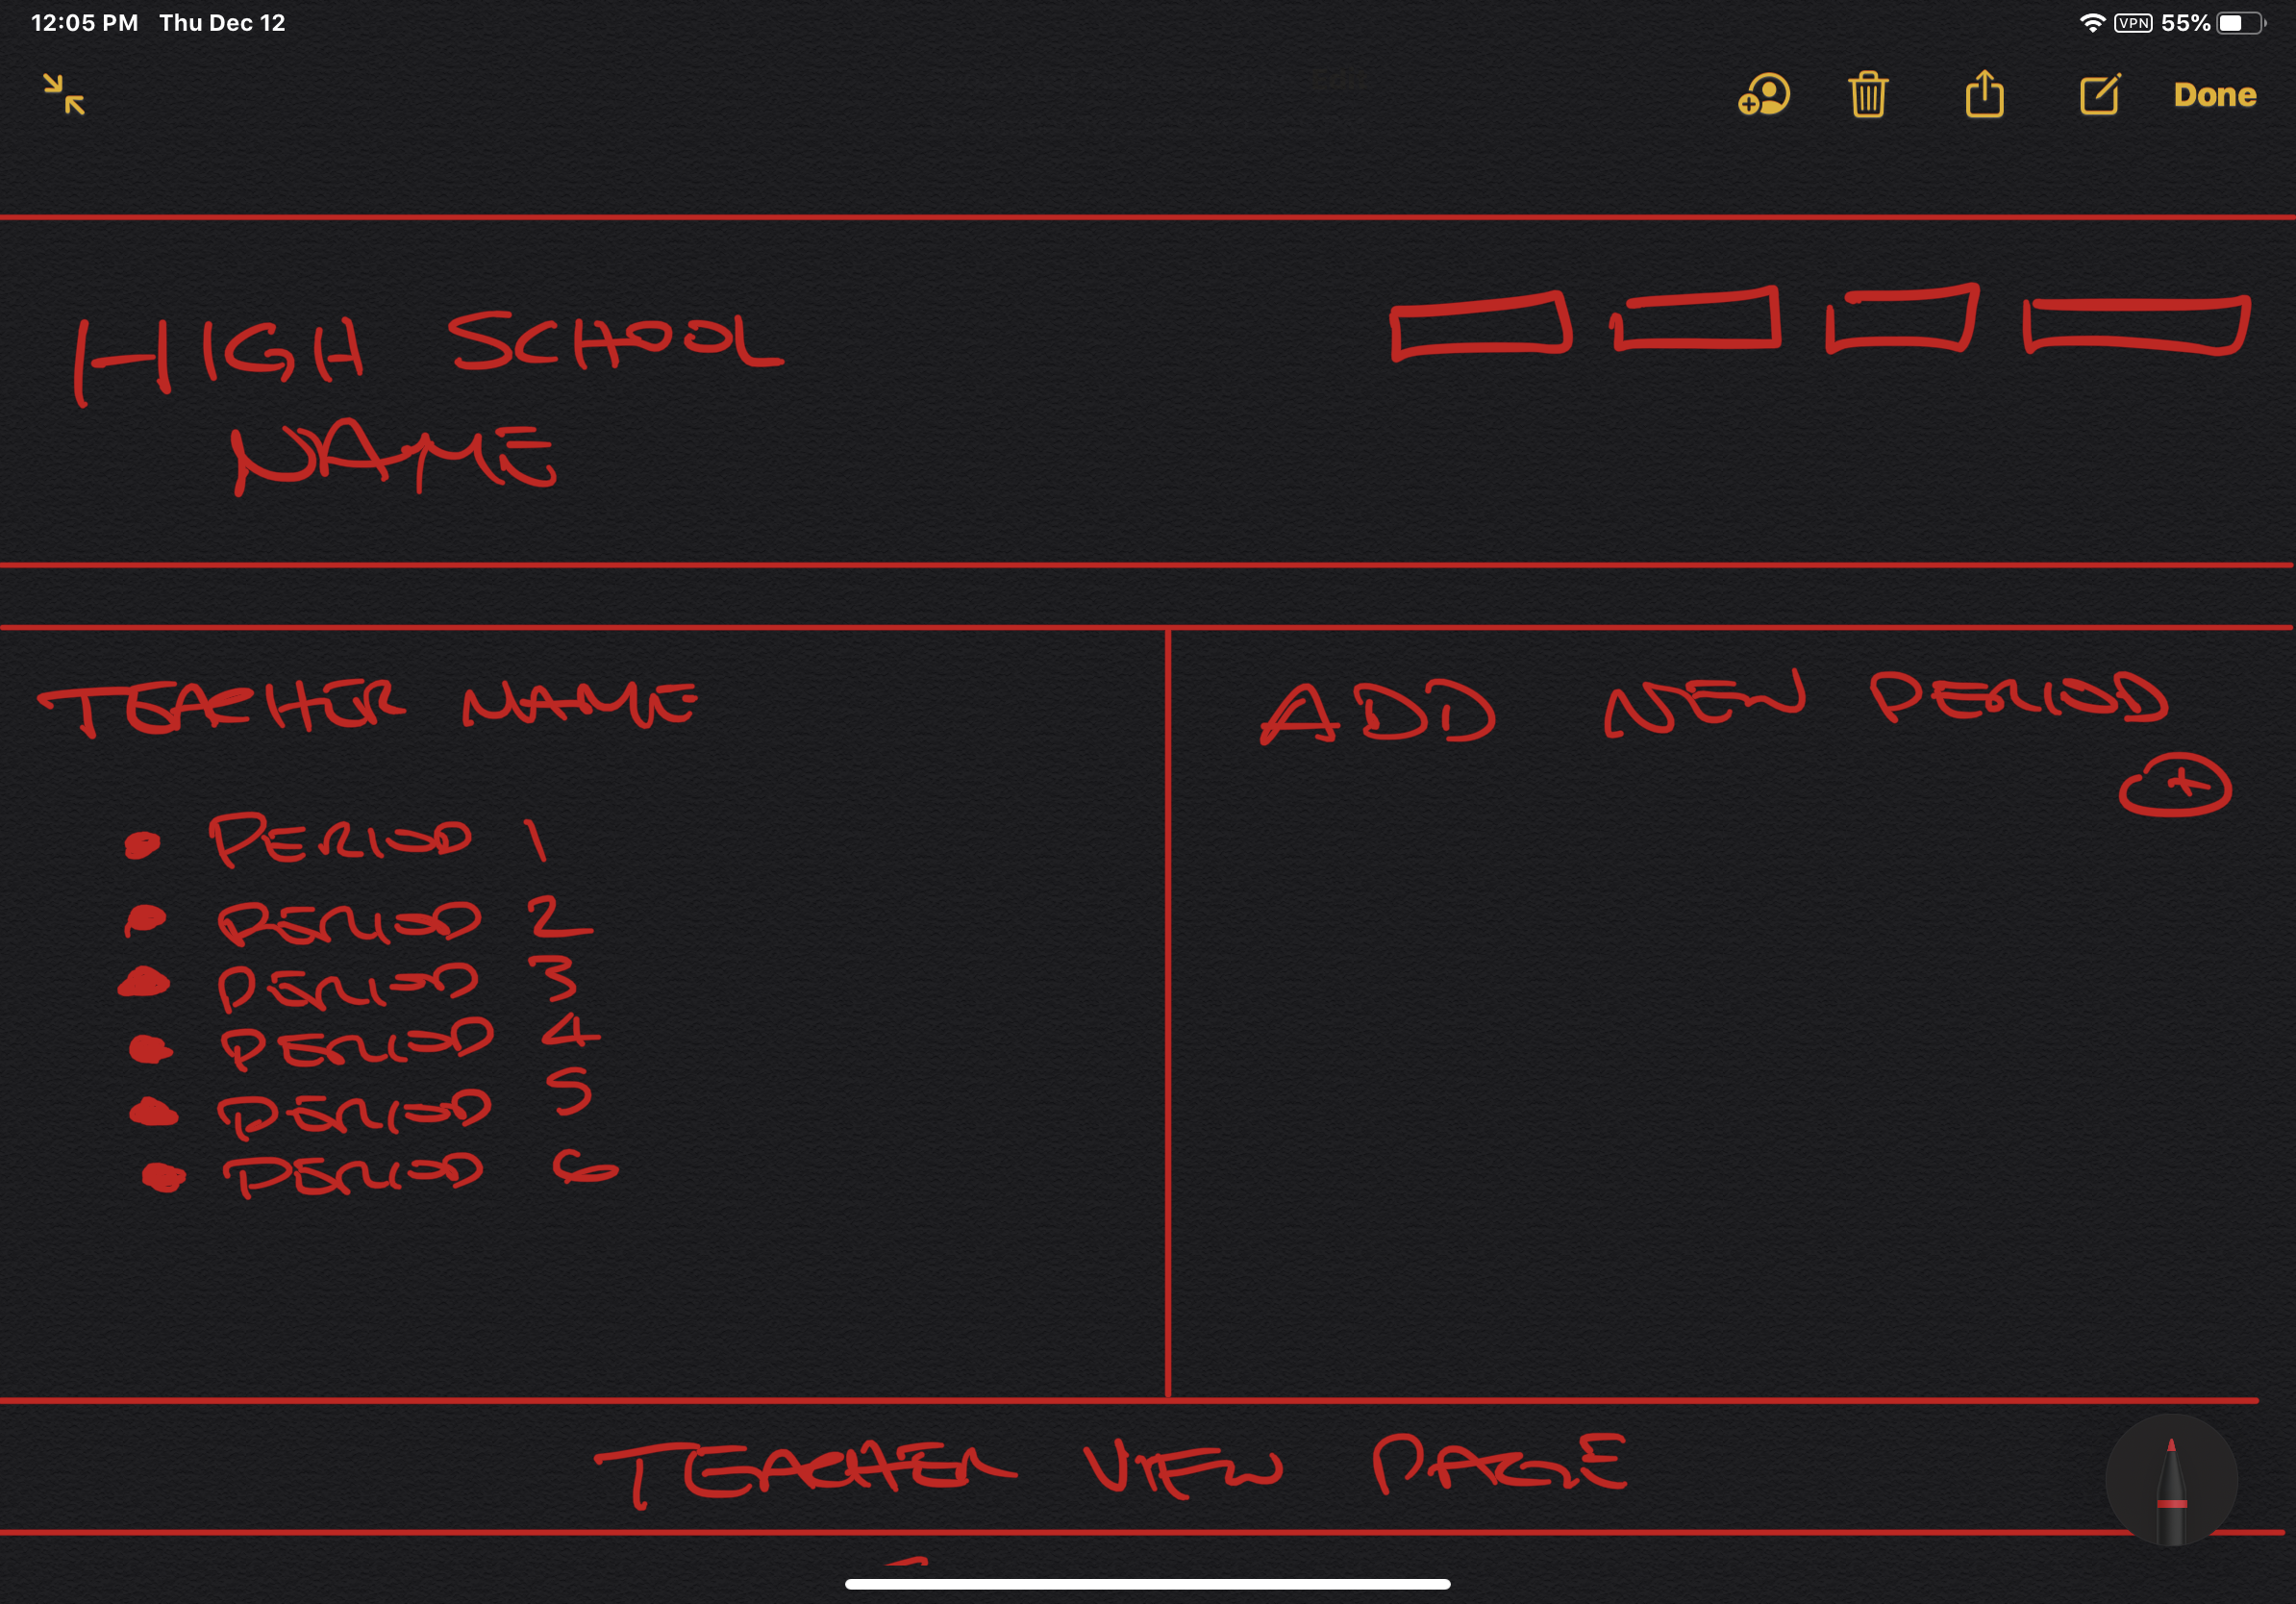 12:05 PM Thu Dec 12 VPN 55%
Done
HIGH SCHOOL
NAME
TEACHER NAME
ADD NEW PERIOD
+
• PERIOD 1
• PERIOD 2
• PERIOD 3
• PERIOD 4
• PERIOD 5
• PERIOD 6
TEACHER VIEW PAGE